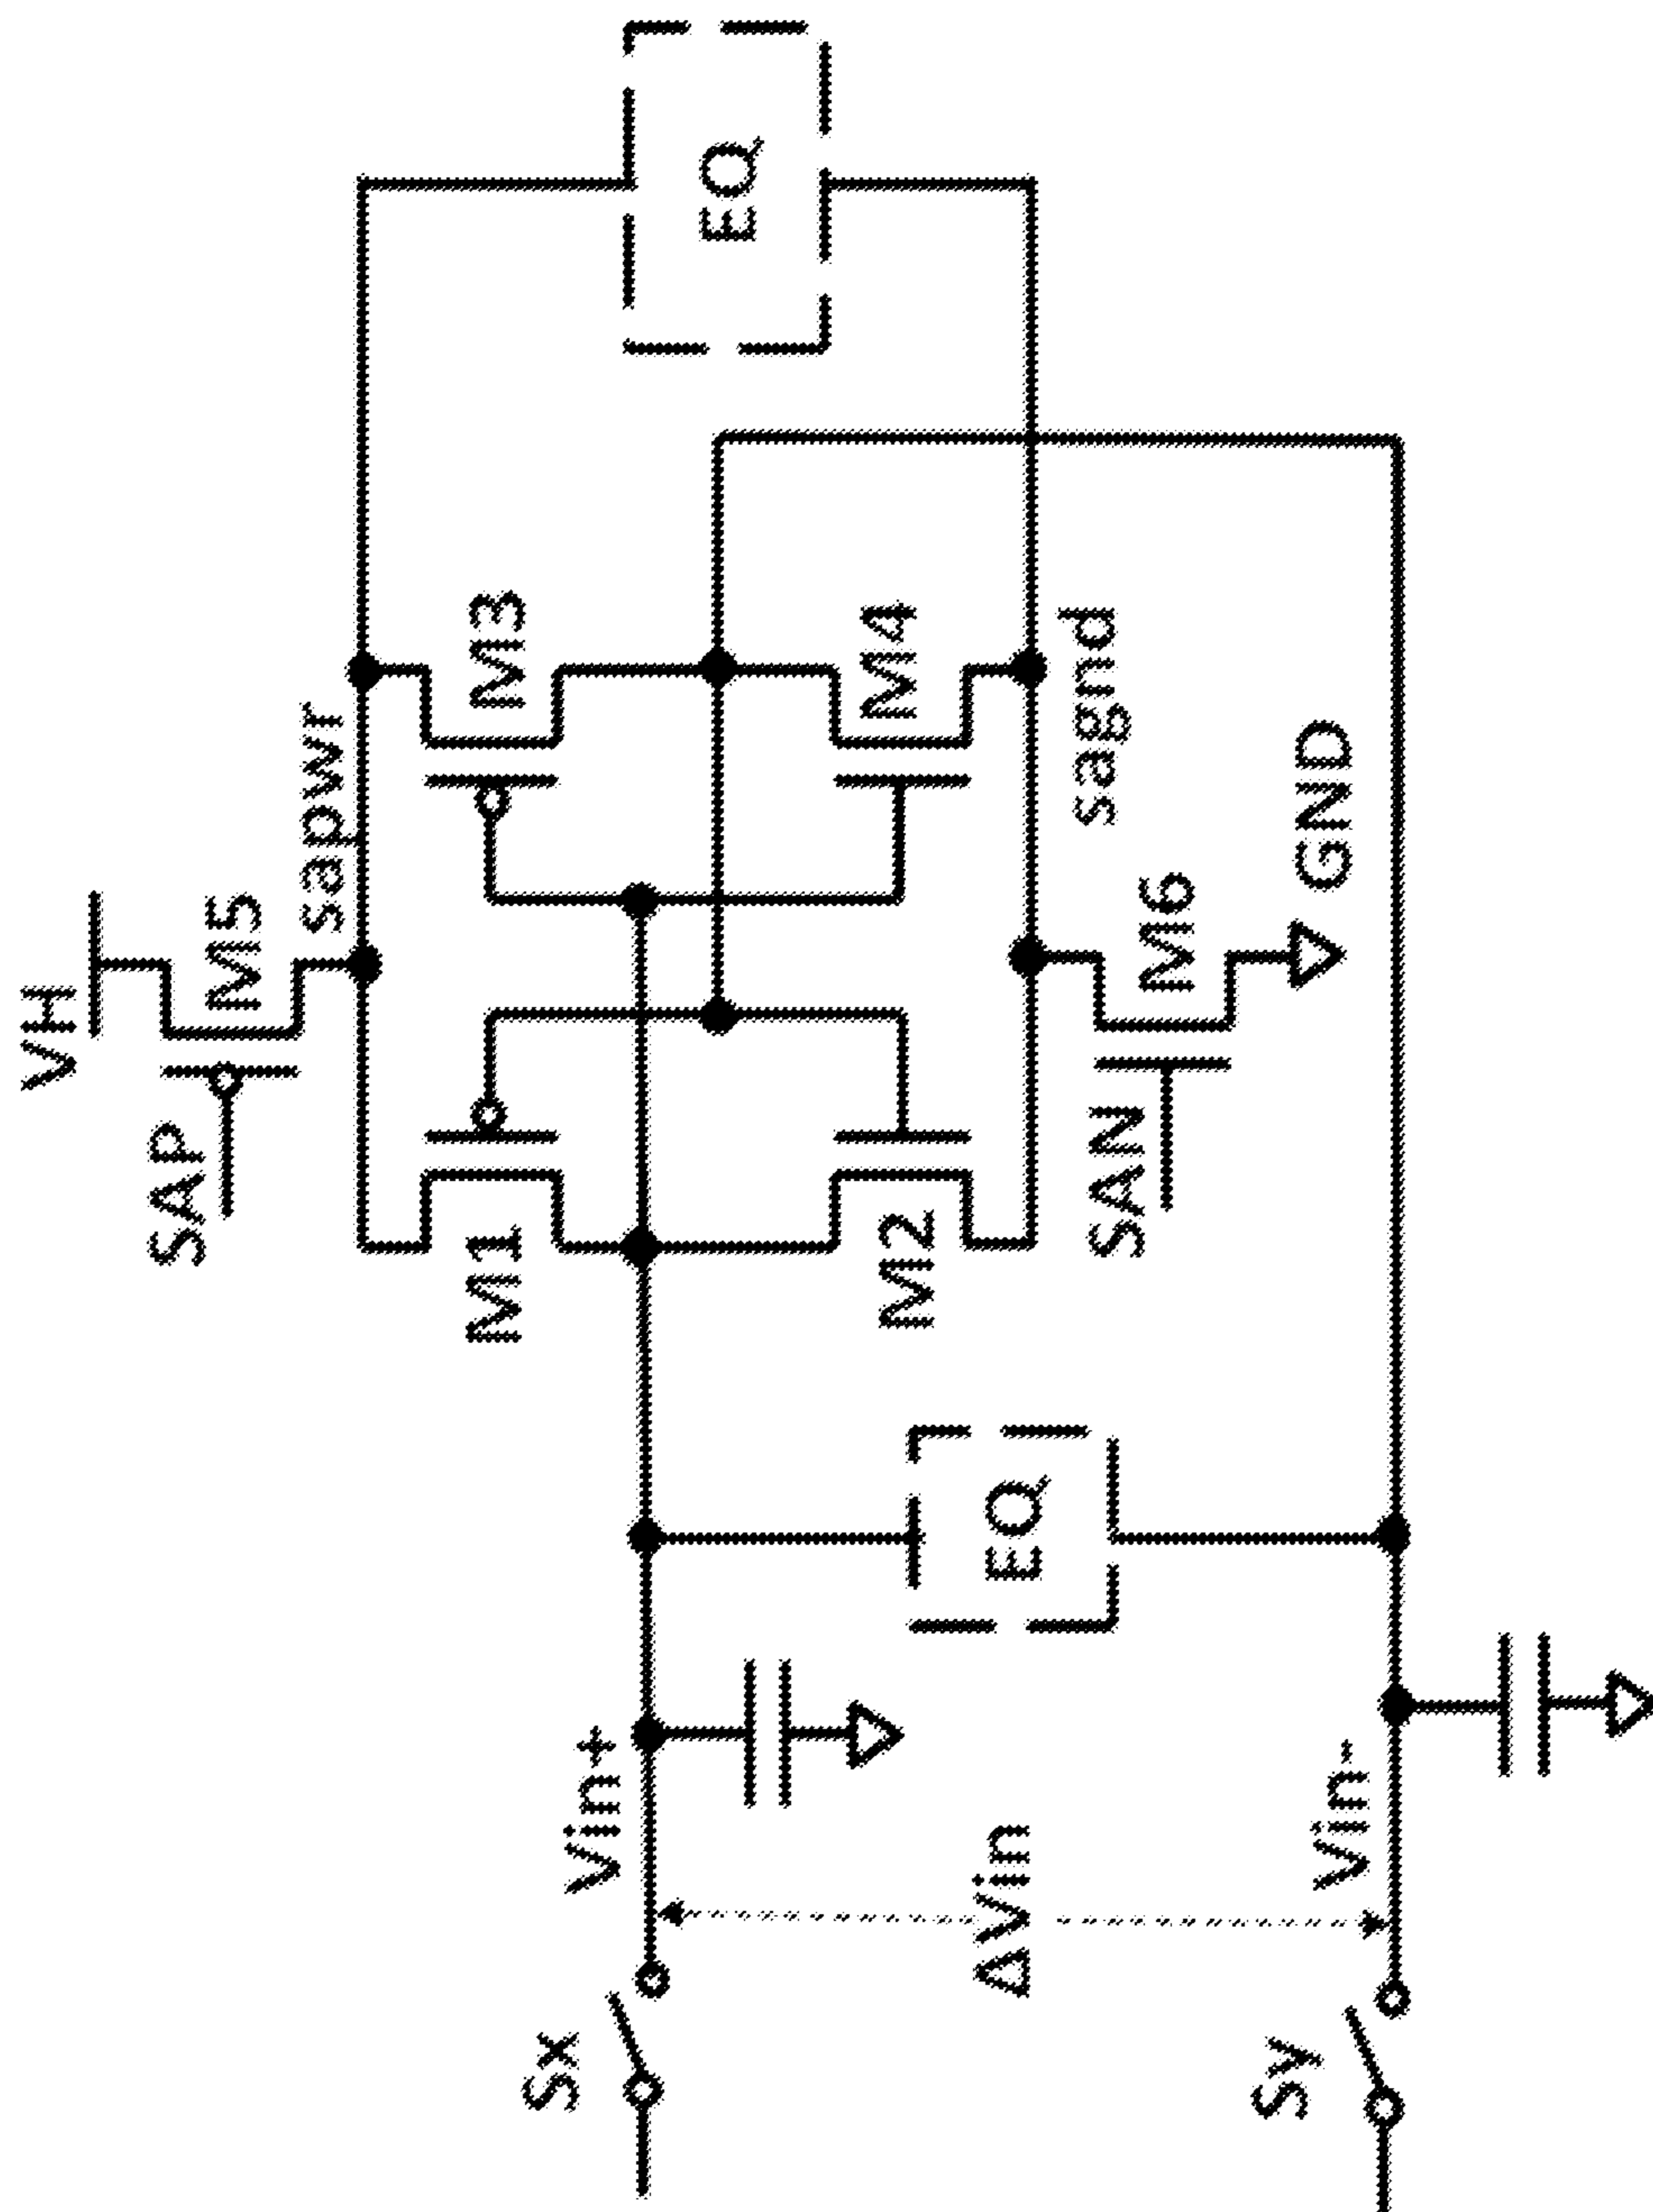 VH
SAP
M5
sapwr
M1
M3
EQ
M2
M4
sagnd
SAN
M6
GND
Sx
Vin+
EQ
ΔVin
Sy
Vin-